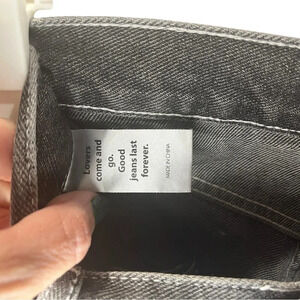 Lovers
come and
go.
Good
jeans last
forever.
MADE IN CHINA